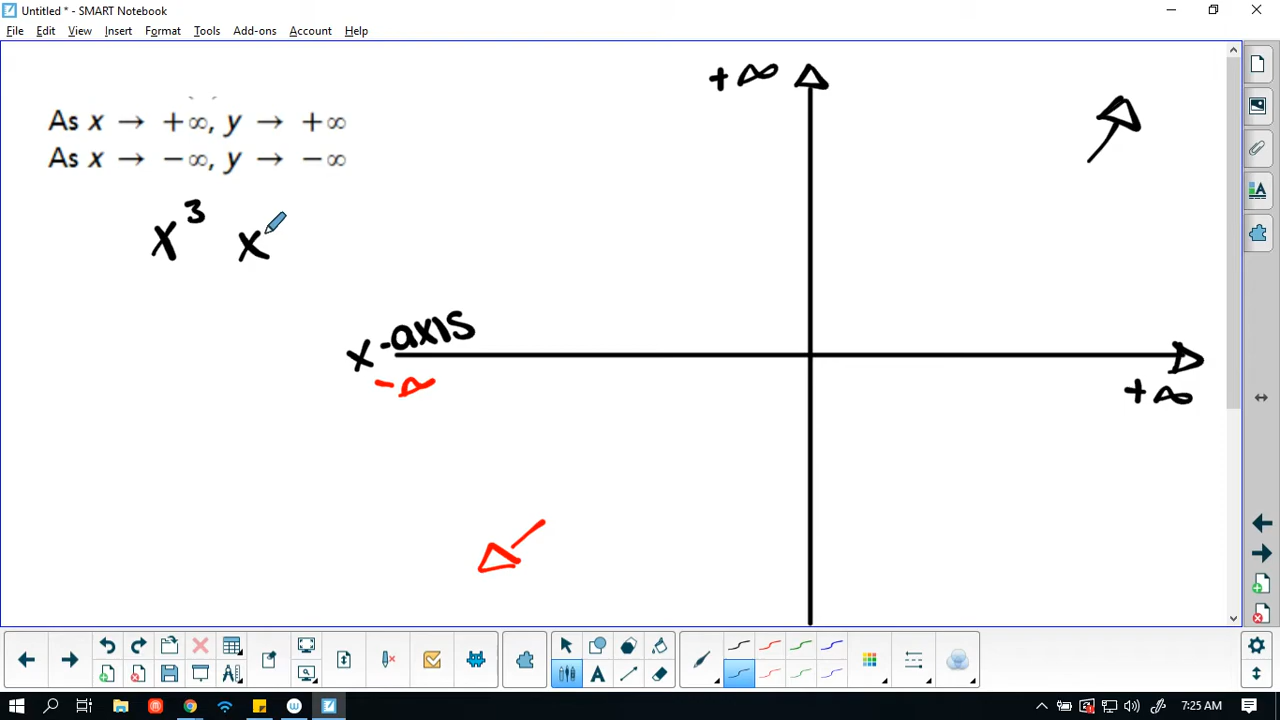 Untitled * - SMART Notebook
File Edit View Insert Format Tools Add-ons Account Help
+∞
As x → +∞, y → +∞
As x → −∞, y → −∞
x³ x
x-axis
-∞
+∞
7:25 AM